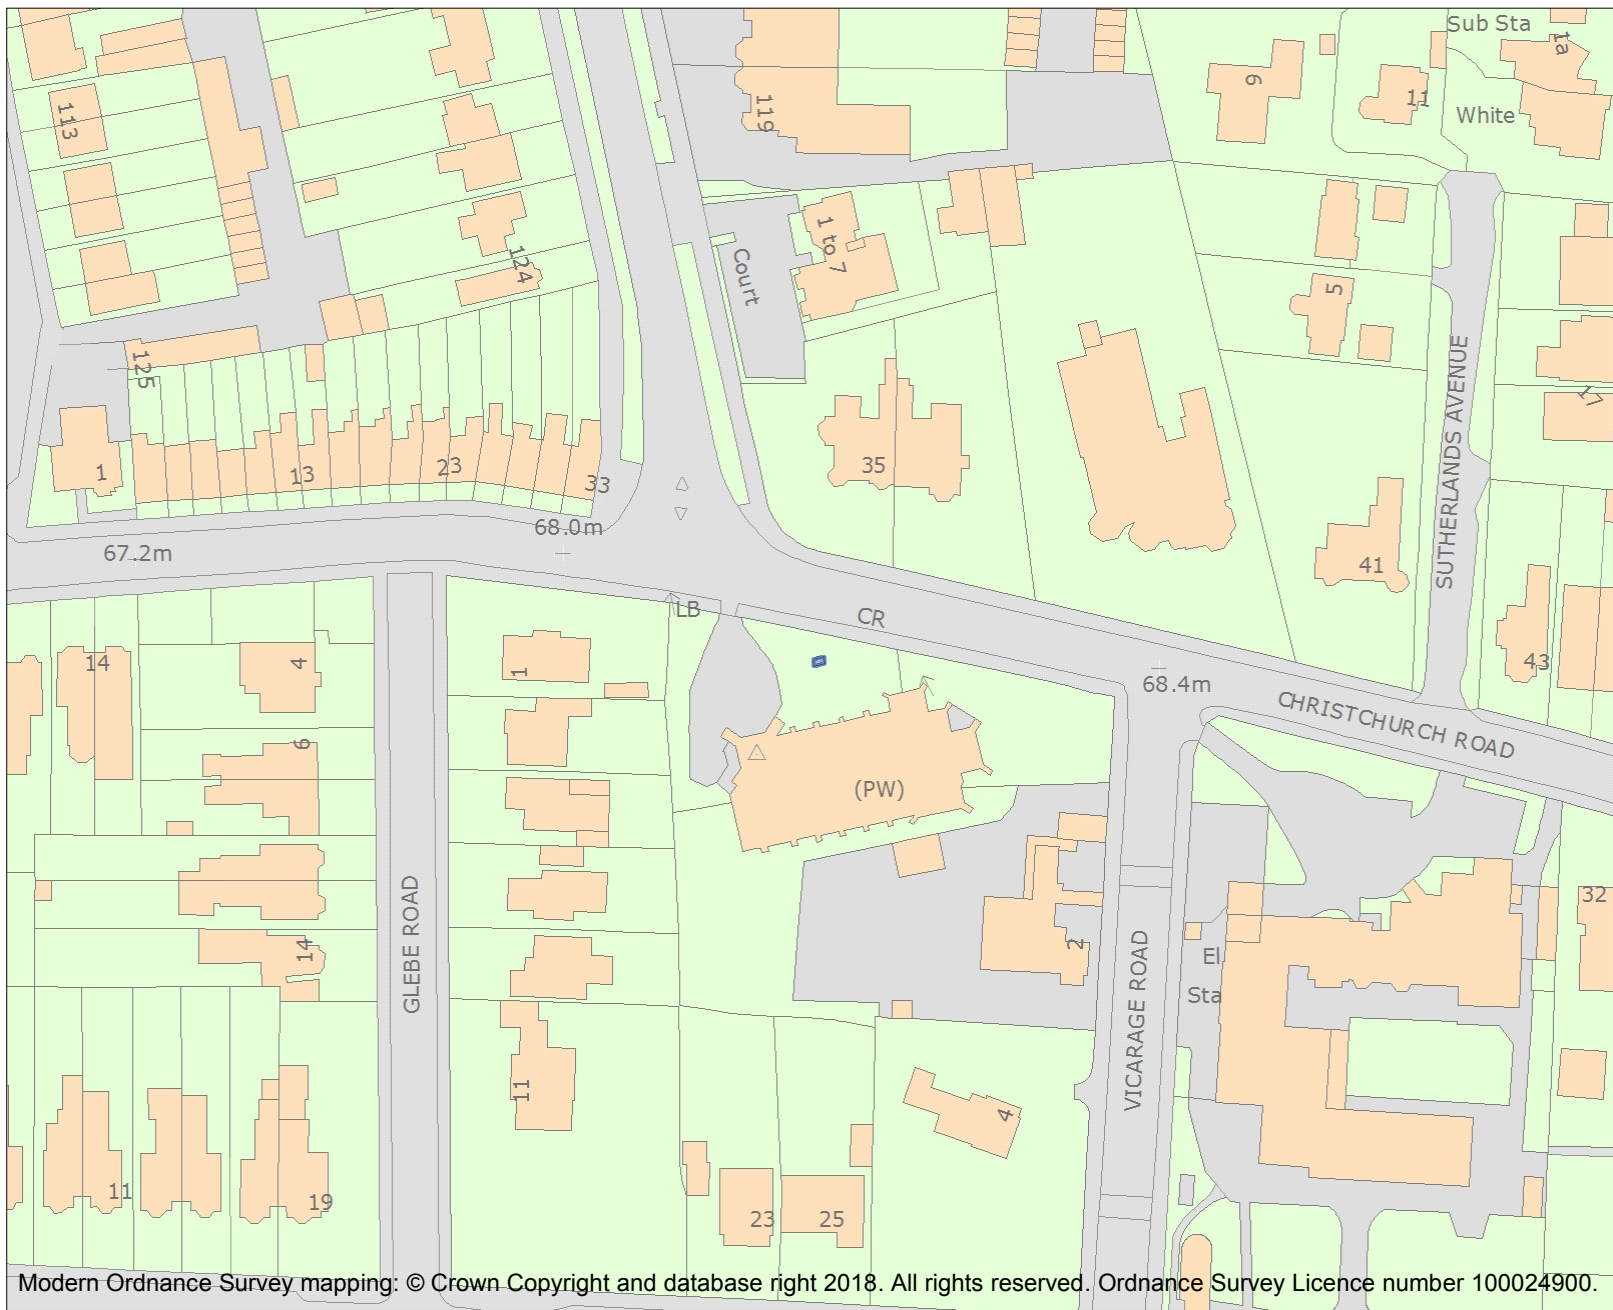 Sub Sta
1a
113
119
9
11
White
1 to 7
124
Court
5
125
SUTHERLANDS AVENUE
17
1
13
23
33
35
41
67.2m
68.0m
LB
CR
14
4
1
43
68.4m
CHRISTCHURCH ROAD
9
(PW)
GLEBE ROAD
14
2
VICARAGE ROAD
El
Sta
32
11
4
11
19
23
25
Modern Ordnance Survey mapping: © Crown Copyright and database right 2018. All rights reserved. Ordnance Survey Licence number 100024900.